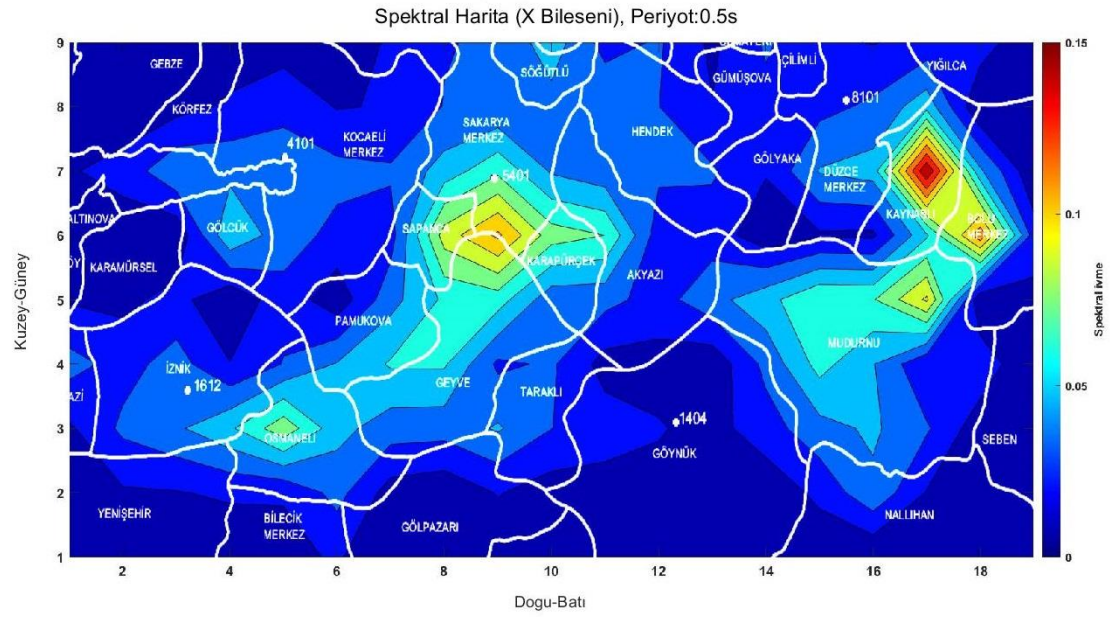 Spektral Harita (X Bileseni), Periyot:0.5s
9
8
7
6
5
4
3
2
1
Kuzey-Güney
GEBZE
KÖRFEZ
4101
KOCAELİ
MERKEZ
SÖĞÜTLÜ
SAKARYA
MERKEZ
5401
HENDEK
GÜMÜŞOVA
ÇİLİMLİ
8101
YIĞILCA
GÖLYAKA
DÜZCE
MERKEZ
KAYNAŞLI
BOLU
MERKEZ
ALTINOVA
KARAMÜRSEL
GÖLCÜK
SAPANCA
KARAPÜRÇEK
AKYAZI
PAMUKOVA
MUDURNU
İZNİK
1612
GEYVE
TARAKLI
AZİ
OSMANELİ
1404
GÖYNÜK
SEBEN
YENİŞEHİR
BİLECİK
MERKEZ
GÖLPAZARI
NALLIHAN
2
4
6
8
10
12
14
16
18
Dogu-Batı
0.15
0.1
0.05
0
Spektral ivme